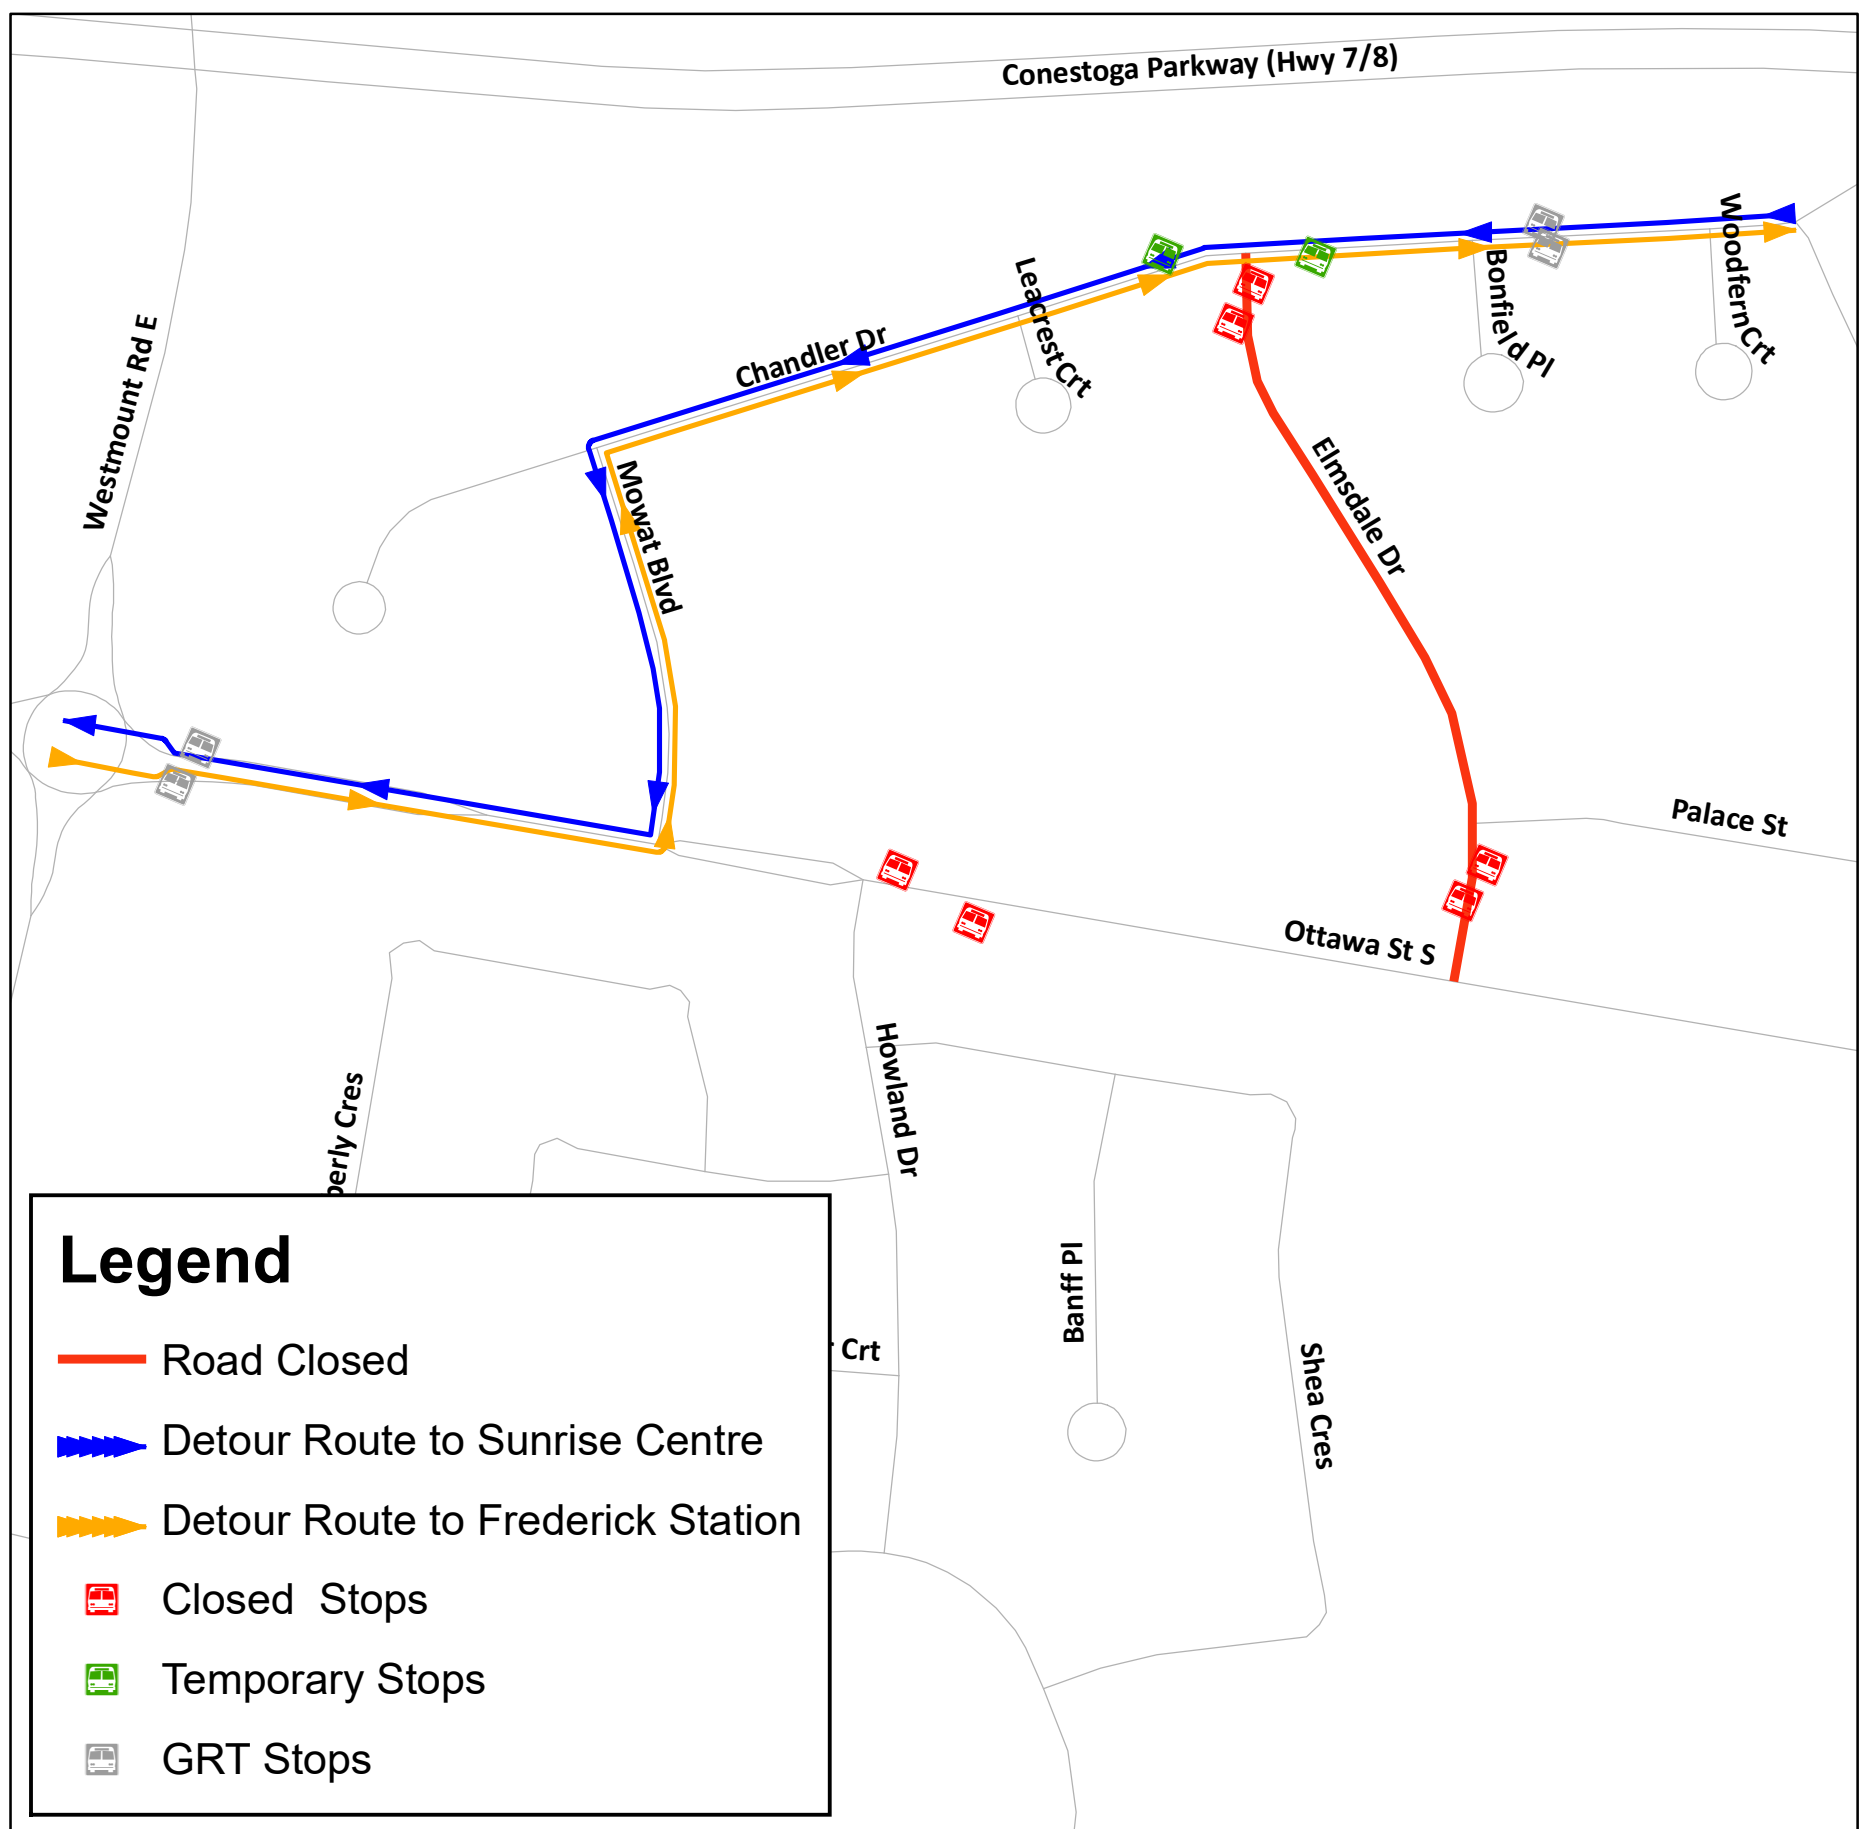 Conestoga Parkway (Hwy 7/8)
Woodfern Crt
Bonfield Pl
Leacrest Crt
Westmount Rd E
Chandler Dr
Elmsdale Dr
Mowat Blvd
Palace St
Ottawa St S
Howland Dr
perly Cres
Banff Pl
Crt
Shea Cres
Legend
Road Closed
Detour Route to Sunrise Centre
Detour Route to Frederick Station
Closed Stops
Temporary Stops
GRT Stops